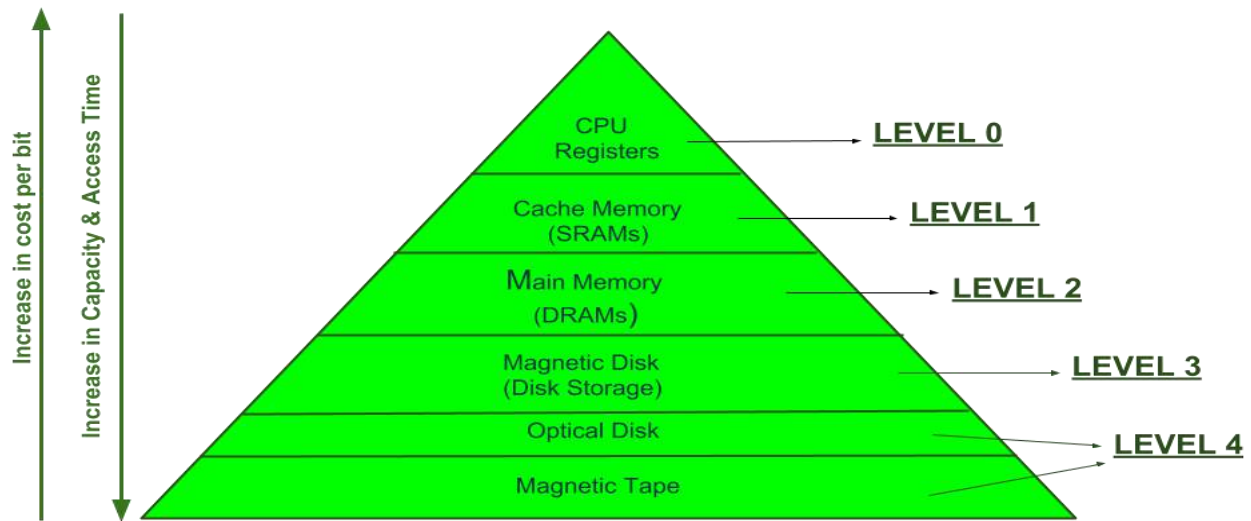 Increase in cost per bit
Increase in Capacity & Access Time
CPU
Registers
LEVEL 0
Cache Memory
(SRAMs)
LEVEL 1
Main Memory
(DRAMs)
LEVEL 2
Magnetic Disk
(Disk Storage)
LEVEL 3
Optical Disk
LEVEL 4
Magnetic Tape